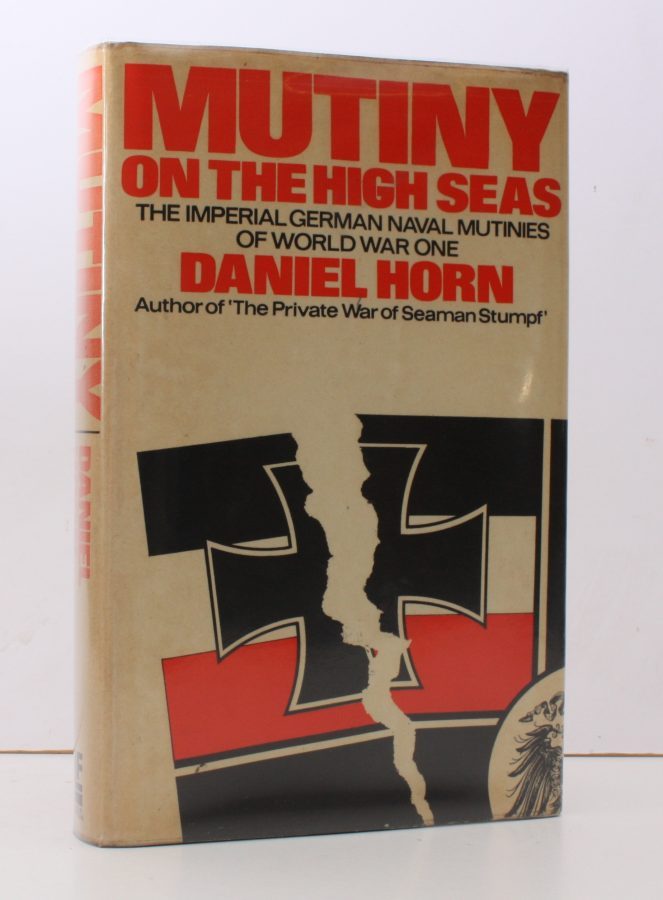 MUTINY
ON THE HIGH SEAS
THE IMPERIAL GERMAN NAVAL MUTINIES
OF WORLD WAR ONE
DANIEL HORN
Author of 'The Private War of Seaman Stumpf'
MUTINY
DANIEL